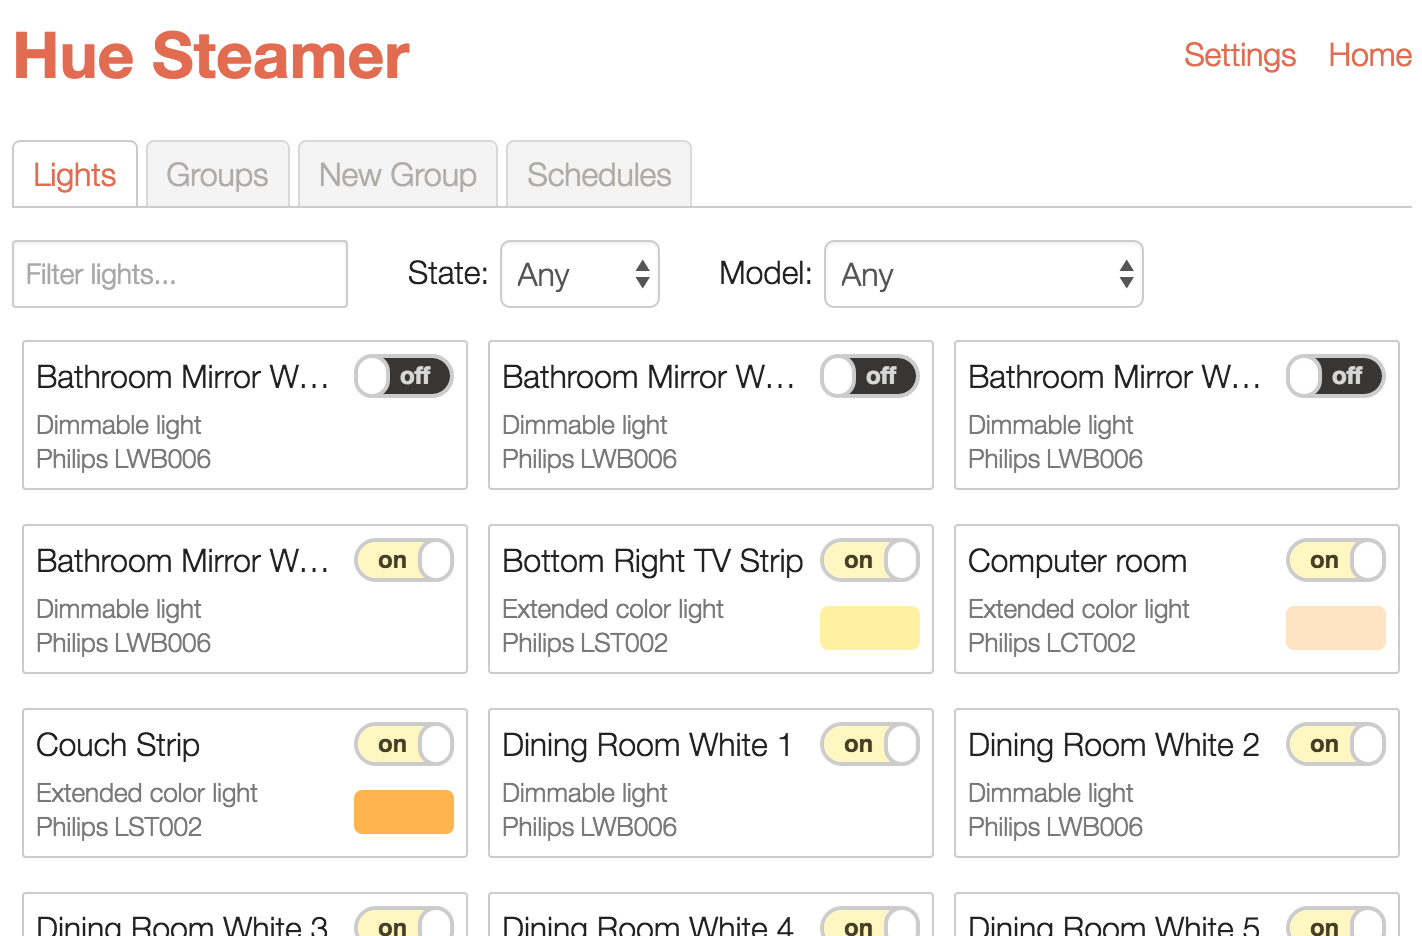 Hue Steamer
Settings Home
Lights Groups New Group Schedules
Filter lights... State: Any Model: Any
Bathroom Mirror W... off Bathroom Mirror W... off Bathroom Mirror W... off
Dimmable light Dimmable light Dimmable light
Philips LWB006 Philips LWB006 Philips LWB006
Bathroom Mirror W... on Bottom Right TV Strip on Computer room on
Dimmable light Extended color light Extended color light
Philips LWB006 Philips LST002 Philips LCT002
Couch Strip on Dining Room White 1 on Dining Room White 2 on
Extended color light Dimmable light Dimmable light
Philips LST002 Philips LWB006 Philips LWB006
Dining Room White 3 on Dining Room White 4 on Dining Room White 5 on